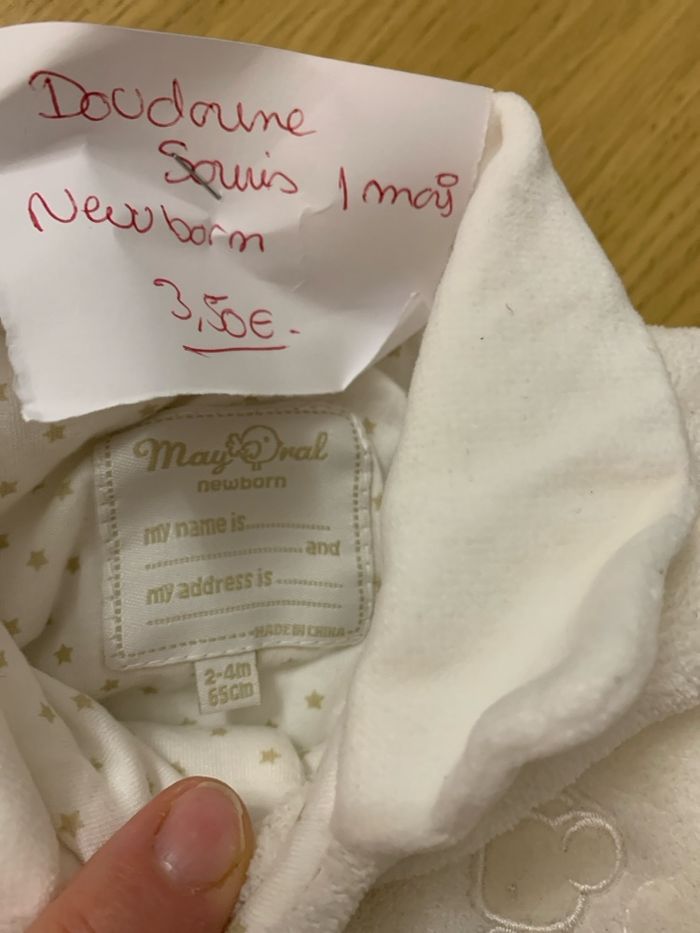 Doudoune
Souris 1 mois
Newborn
3,50€.
Mayoral
newborn
my name is
and
my address is
MADE IN CHINA
2-4m
65cm